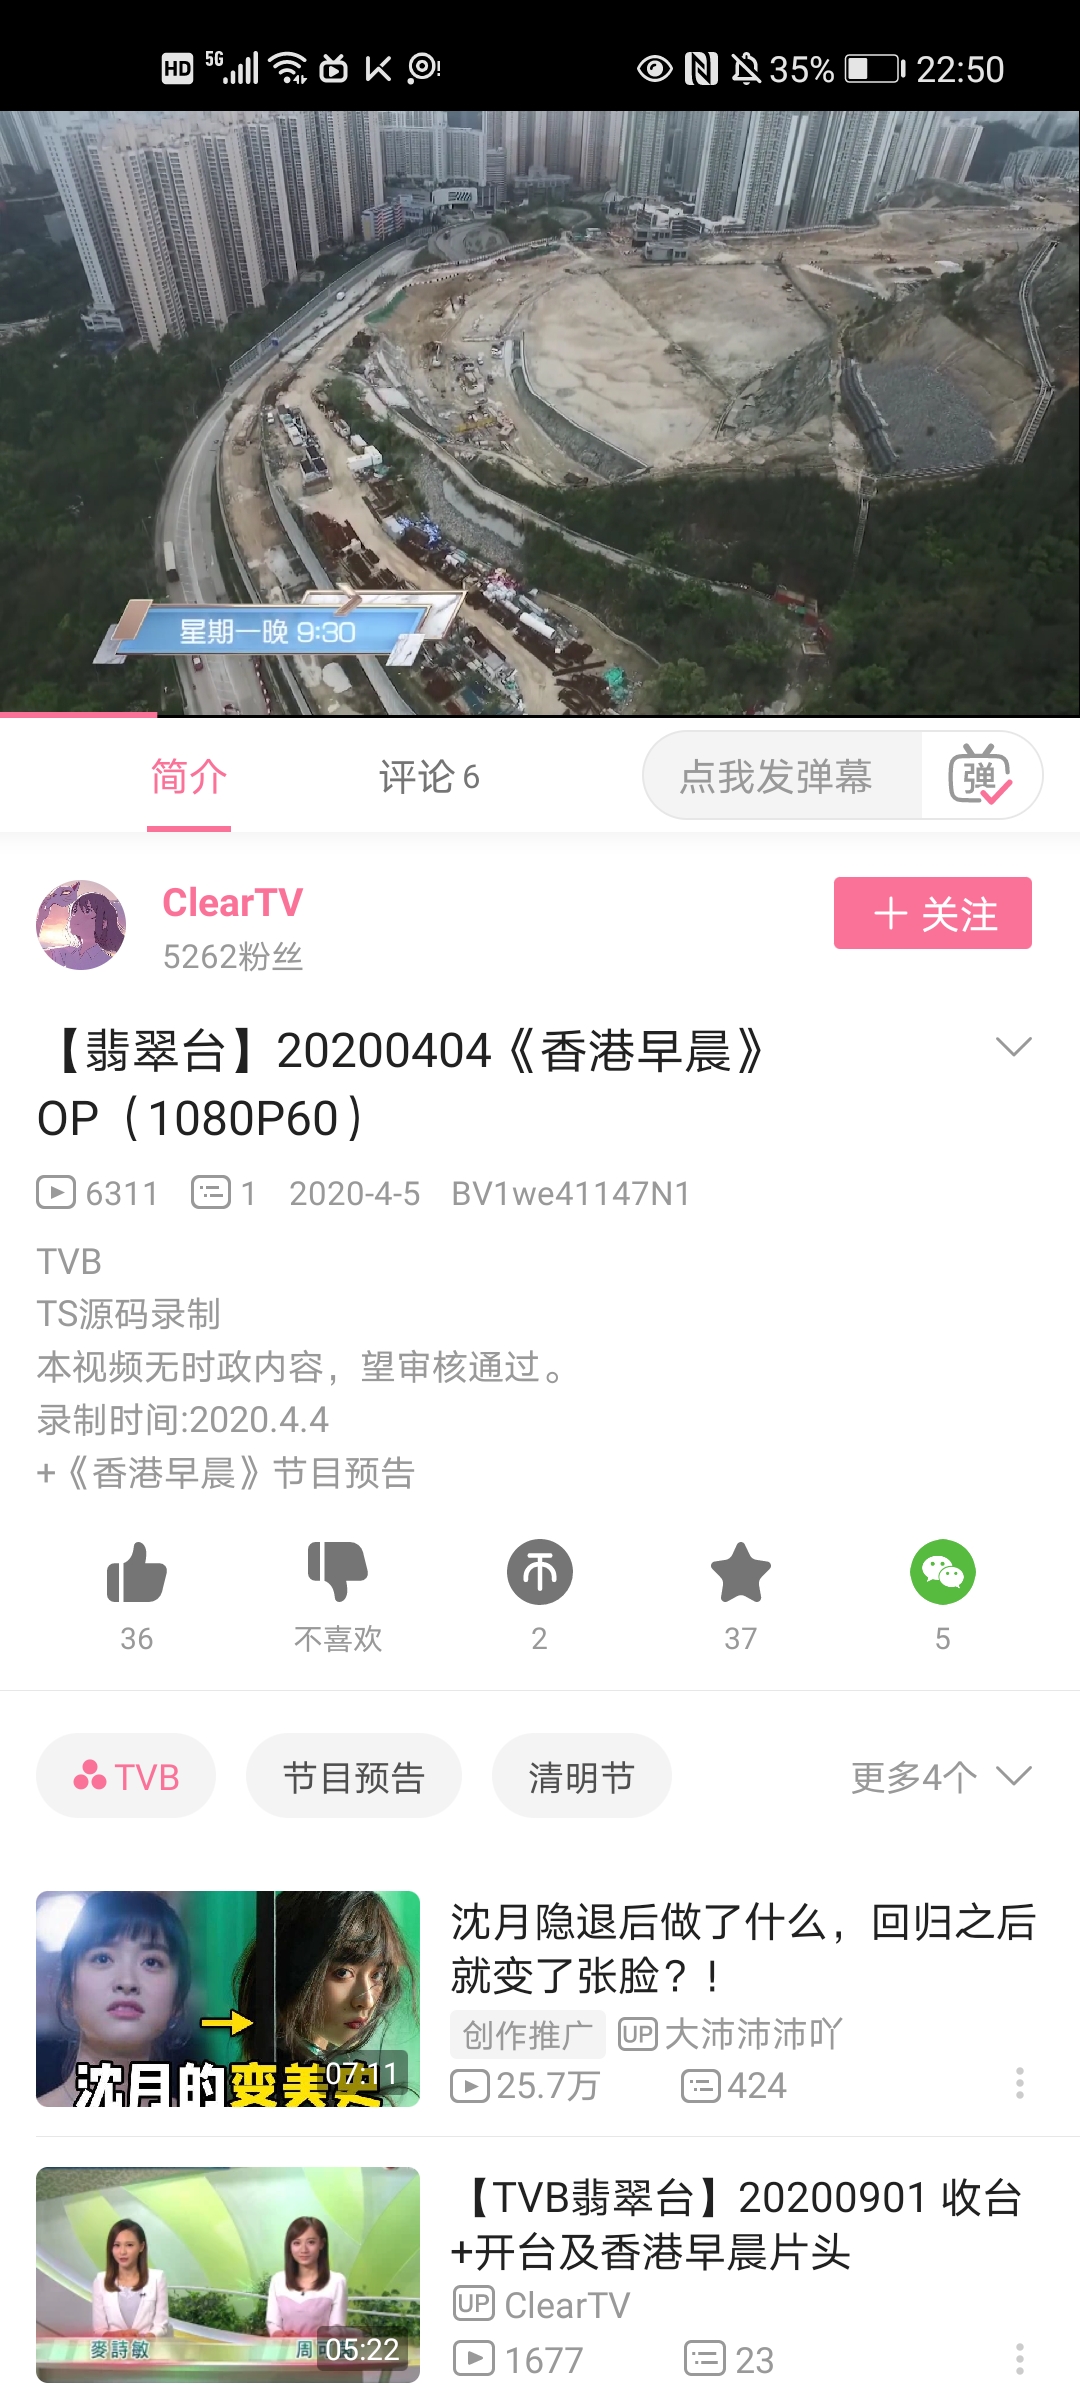 HD 5G 35% 22:50
星期一晚 9:30
简介 评论 6 点我发弹幕 弹
ClearTV
5262粉丝
关注
【翡翠台】20200404《香港早晨》
OP（1080P60）
6311 1 2020-4-5 BV1we41147N1
TVB
TS源码录制
本视频无时政内容，望审核通过。
录制时间:2020.4.4
+《香港早晨》节目预告
36 不喜欢 2 37 5
TVB 节目预告 清明节 更多4个
沈月的变美史
07:11
沈月隐退后做了什么，回归之后
就变了张脸？！
创作推广 UP 大沛沛沛吖
25.7万 424
麥詩敏 周可
05:22
【TVB翡翠台】20200901 收台
+开台及香港早晨片头
UP ClearTV
1677 23